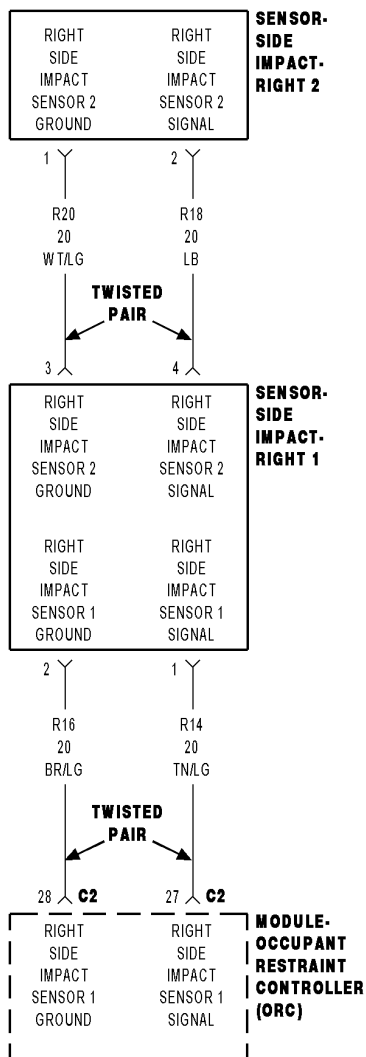 SENSOR-
SIDE
IMPACT-
RIGHT 2
RIGHT RIGHT
SIDE SIDE
IMPACT IMPACT
SENSOR 2 SENSOR 2
GROUND SIGNAL
1 2
R20 R18
20 20
WT/LG LB
TWISTED
PAIR
3 4
SENSOR-
SIDE
IMPACT-
RIGHT 1
RIGHT RIGHT
SIDE SIDE
IMPACT IMPACT
SENSOR 2 SENSOR 2
GROUND SIGNAL
RIGHT RIGHT
SIDE SIDE
IMPACT IMPACT
SENSOR 1 SENSOR 1
GROUND SIGNAL
2 1
R16 R14
20 20
BR/LG TN/LG
TWISTED
PAIR
28 C2 27 C2
MODULE-
OCCUPANT
RESTRAINT
CONTROLLER
(ORC)
RIGHT RIGHT
SIDE SIDE
IMPACT IMPACT
SENSOR 1 SENSOR 1
GROUND SIGNAL